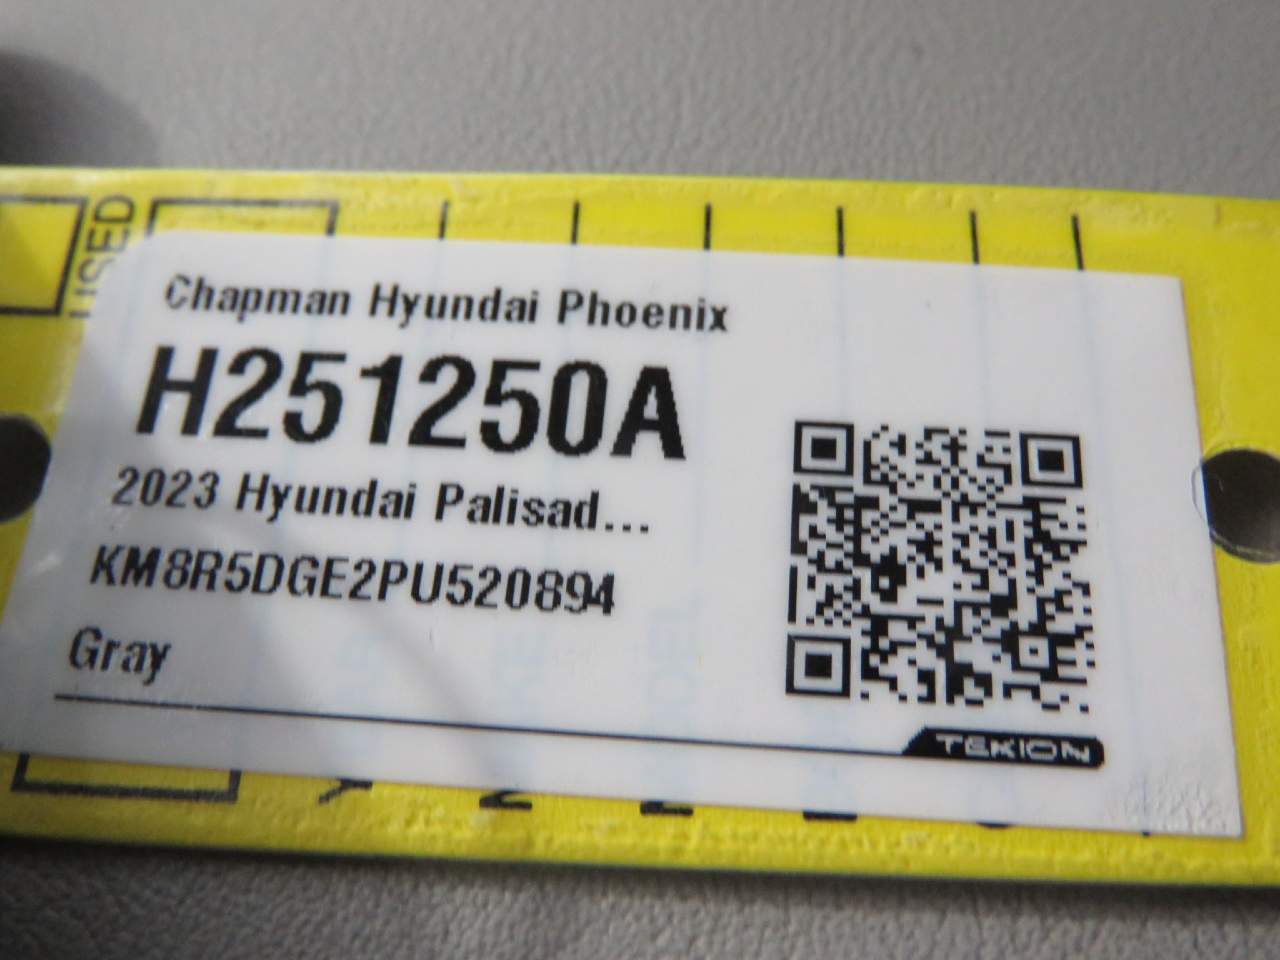 USED
Chapman Hyundai Phoenix
H251250A
2023 Hyundai Palisad...
KM8R5DGE2PU520894
Gray
TEKION